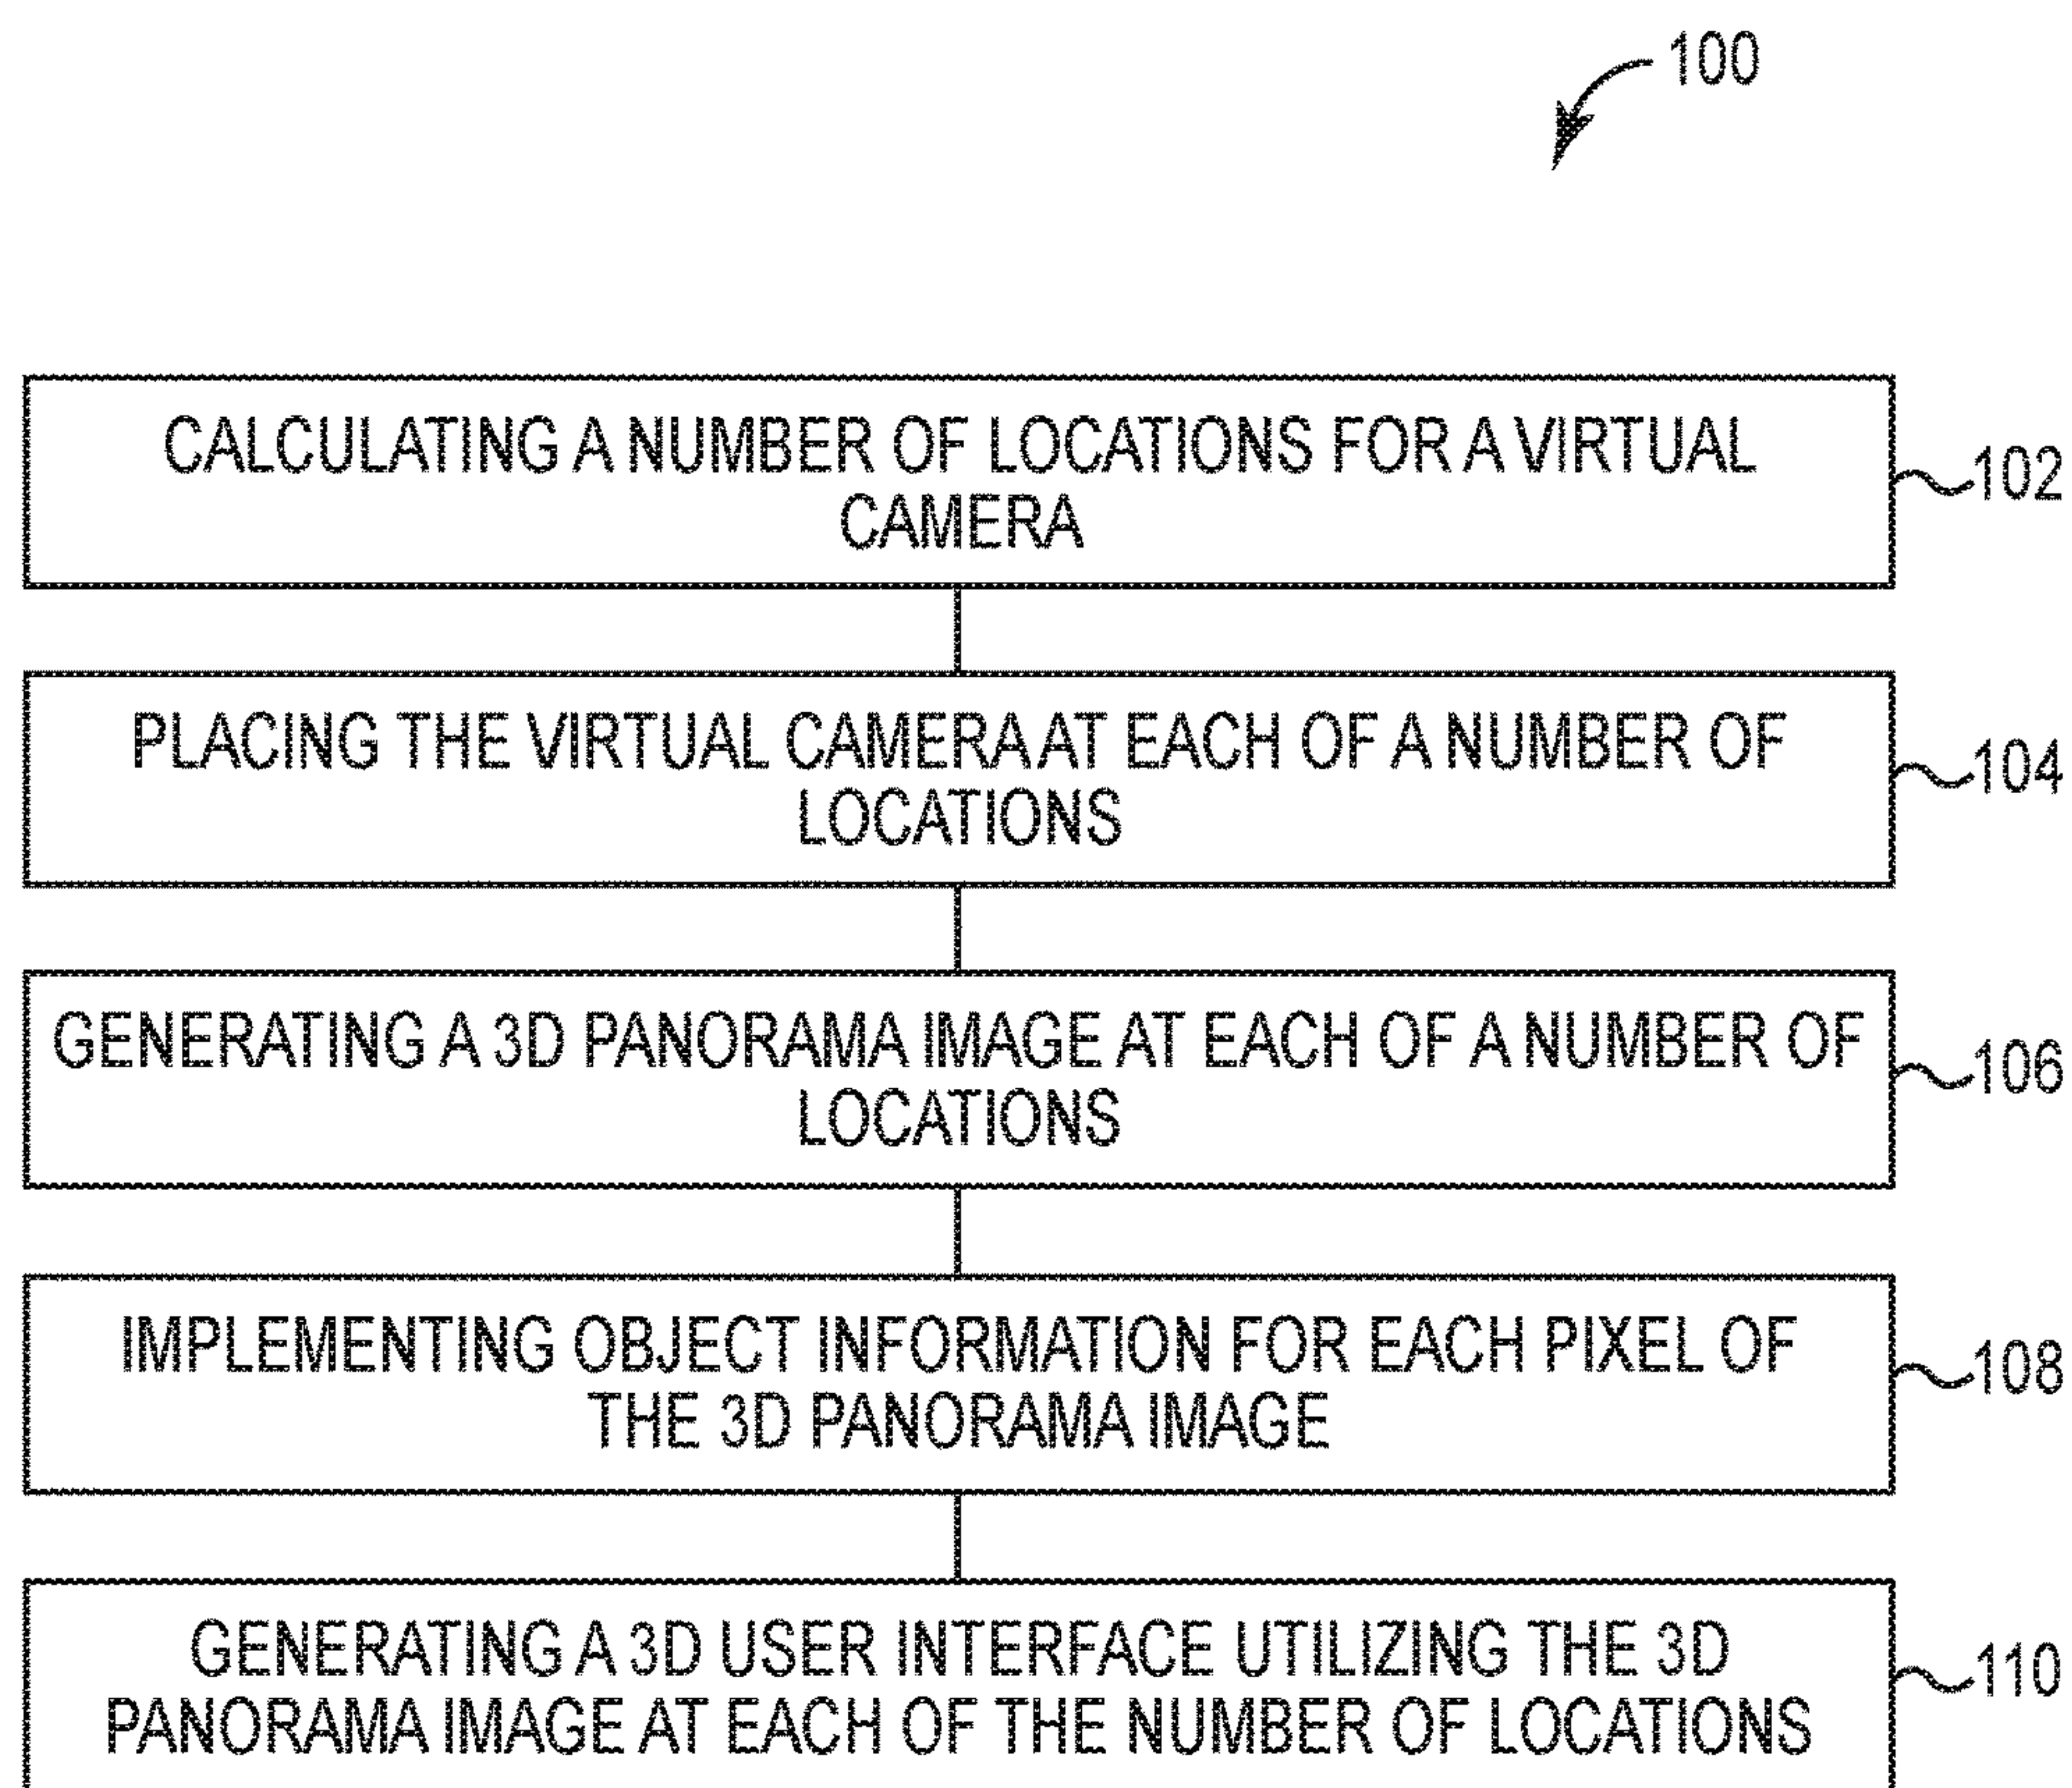 100
CALCULATING A NUMBER OF LOCATIONS FOR A VIRTUAL
CAMERA
102
PLACING THE VIRTUAL CAMERA AT EACH OF A NUMBER OF
LOCATIONS
104
GENERATING A 3D PANORAMA IMAGE AT EACH OF A NUMBER OF
LOCATIONS
106
IMPLEMENTING OBJECT INFORMATION FOR EACH PIXEL OF
THE 3D PANORAMA IMAGE
108
GENERATING A 3D USER INTERFACE UTILIZING THE 3D
PANORAMA IMAGE AT EACH OF THE NUMBER OF LOCATIONS
110